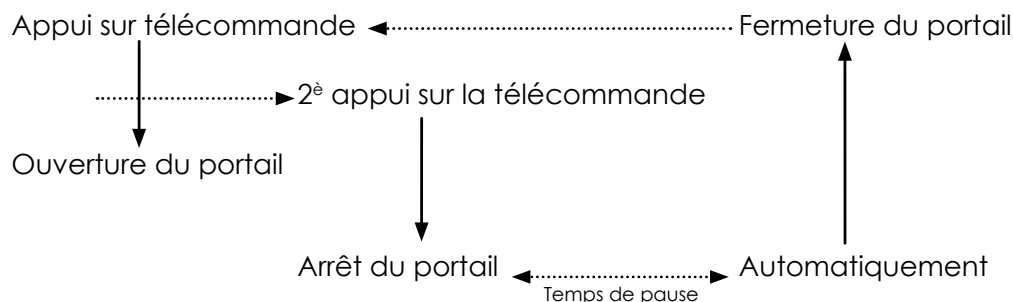 Appui sur télécommande
Fermeture du portail
2è appui sur la télécommande
Ouverture du portail
Arrêt du portail
Automatiquement
Temps de pause